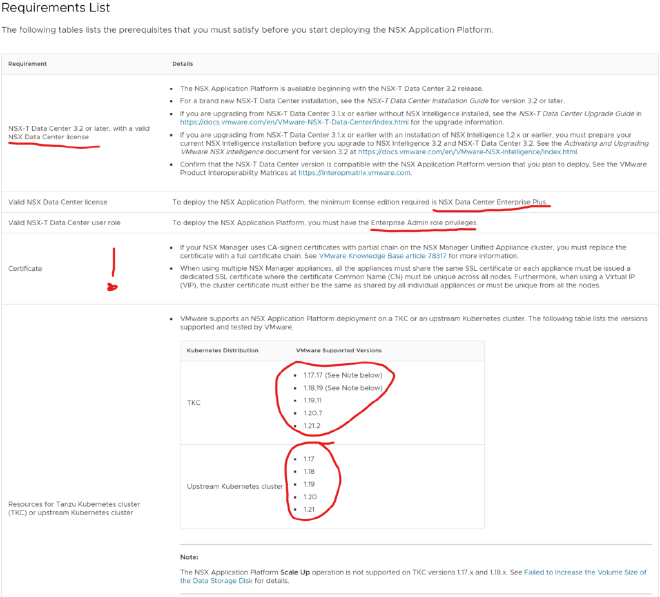 Requirements List
The following tables lists the prerequisites that you must satisfy before you start deploying the NSX Application Platform.
Requirement
Details
NSX-T Data Center 3.2 or later, with a valid
NSX Data Center license
• The NSX Application Platform is available beginning with the NSX-T Data Center 3.2 release.
• For a brand new NSX-T Data Center installation, see the NSX-T Data Center Installation Guide for version 3.2 or later.
• If you are upgrading from NSX-T Data Center 3.1.x or earlier without NSX Intelligence installed, see the NSX-T Data Center Upgrade Guide in
https://docs.vmware.com/en/VMware-NSX-T-Data-Center/index.html for the upgrade information.
• If you are upgrading from NSX-T Data Center 3.1.x or earlier with an installation of NSX Intelligence 1.2.x or earlier, you must prepare your
current NSX Intelligence installation before you upgrade to NSX Intelligence 3.2 and NSX-T Data Center 3.2. See the Activating and Upgrading
VMware NSX Intelligence document for version 3.2 at https://docs.vmware.com/en/VMware-NSX-Intelligence/index.html.
• Confirm that the NSX-T Data Center version is compatible with the NSX Application Platform version that you plan to deploy. See the VMware
Product Interoperability Matrices at https://interopmatrix.vmware.com.
Valid NSX Data Center license
To deploy the NSX Application Platform, the minimum license edition required is NSX Data Center Enterprise Plus.
Valid NSX-T Data Center user role
To deploy the NSX Application Platform, you must have the Enterprise Admin role privileges.
Certificate
!
• If your NSX Manager uses CA-signed certificates with partial chain on the NSX Manager Unified Appliance cluster, you must replace the
certificate with a full certificate chain. See VMware Knowledge Base article 78317 for more information.
• When using multiple NSX Manager appliances, all the appliances must share the same SSL certificate or each appliance must be issued a
dedicated SSL certificate where the certificate Common Name (CN) must be unique across all nodes. Furthermore, when using a Virtual IP
(VIP), the cluster certificate must either be the same as shared by all individual appliances or must be unique from all the nodes.
Resources for Tanzu Kubernetes cluster
(TKC) or upstream Kubernetes cluster
• VMware supports an NSX Application Platform deployment on a TKC or an upstream Kubernetes cluster. The following table lists the versions
supported and tested by VMware.
Kubernetes Distribution
VMware Supported Versions
TKC
• 1.17.17 (See Note below)
• 1.18.19 (See Note below)
• 1.19.11
• 1.20.7
• 1.21.2
Upstream Kubernetes cluster
• 1.17
• 1.18
• 1.19
• 1.20
• 1.21
Note:
The NSX Application Platform Scale Up operation is not supported on TKC versions 1.17.x and 1.18.x. See Failed to Increase the Volume Size of
the Data Storage Disk for details.